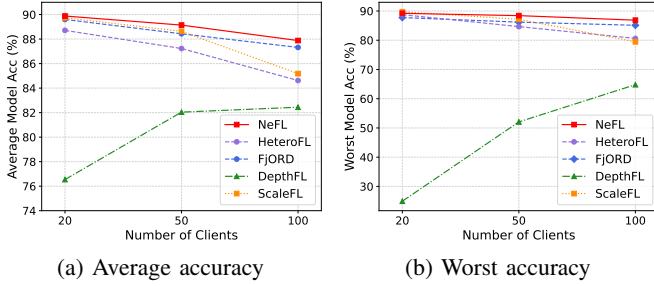 90
88
86
84
82
80
78
76
74
Average Model Acc (%)
20
50
100
Number of Clients
NeFL
HeteroFL
FjORD
DepthFL
ScaleFL
(a) Average accuracy
90
80
70
60
50
40
30
Worst Model Acc (%)
20
50
100
Number of Clients
NeFL
HeteroFL
FjORD
DepthFL
ScaleFL
(b) Worst accuracy